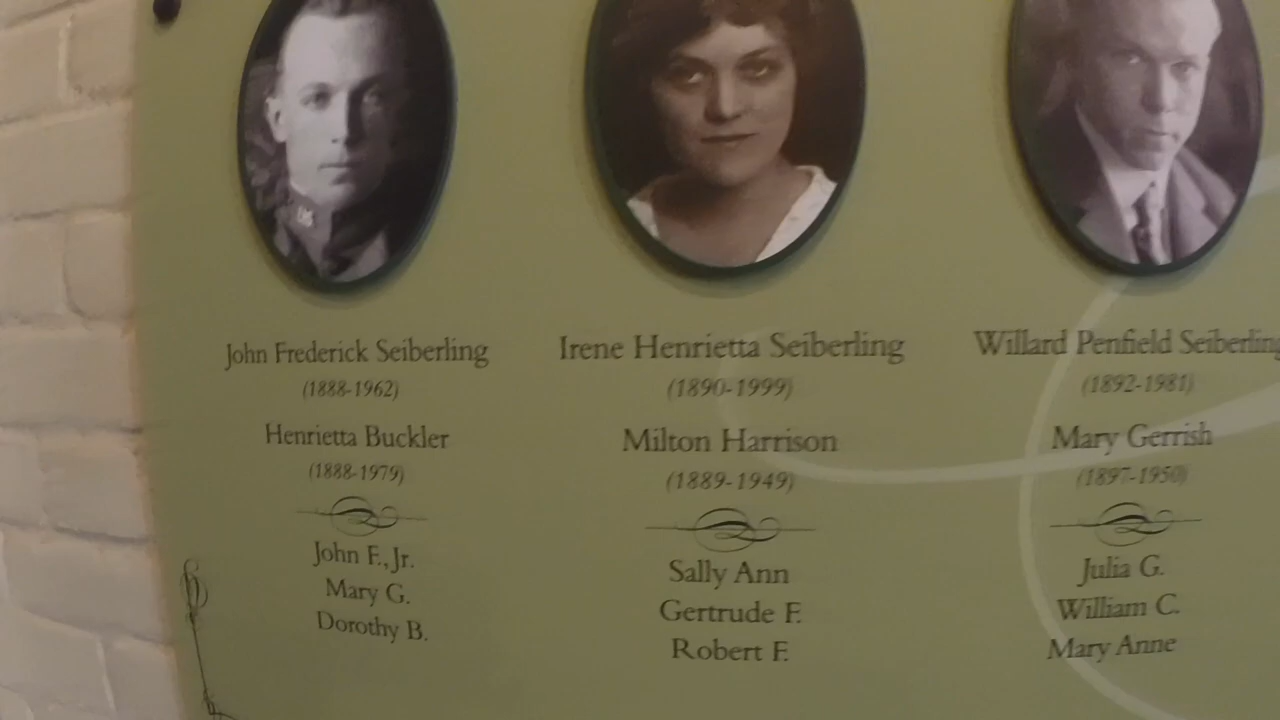 John Frederick Seiberling
(1888-1962)
Henrietta Buckler
(1888-1979)
John F., Jr.
Mary G.
Dorothy B.
Irene Henrietta Seiberling
(1890-1999)
Milton Harrison
(1889-1949)
Sally Ann
Gertrude F.
Robert F.
Willard Penfield Seiberling
(1892-1981)
Mary Gerrish
(1897-1950)
Julia G.
William C.
Mary Anne